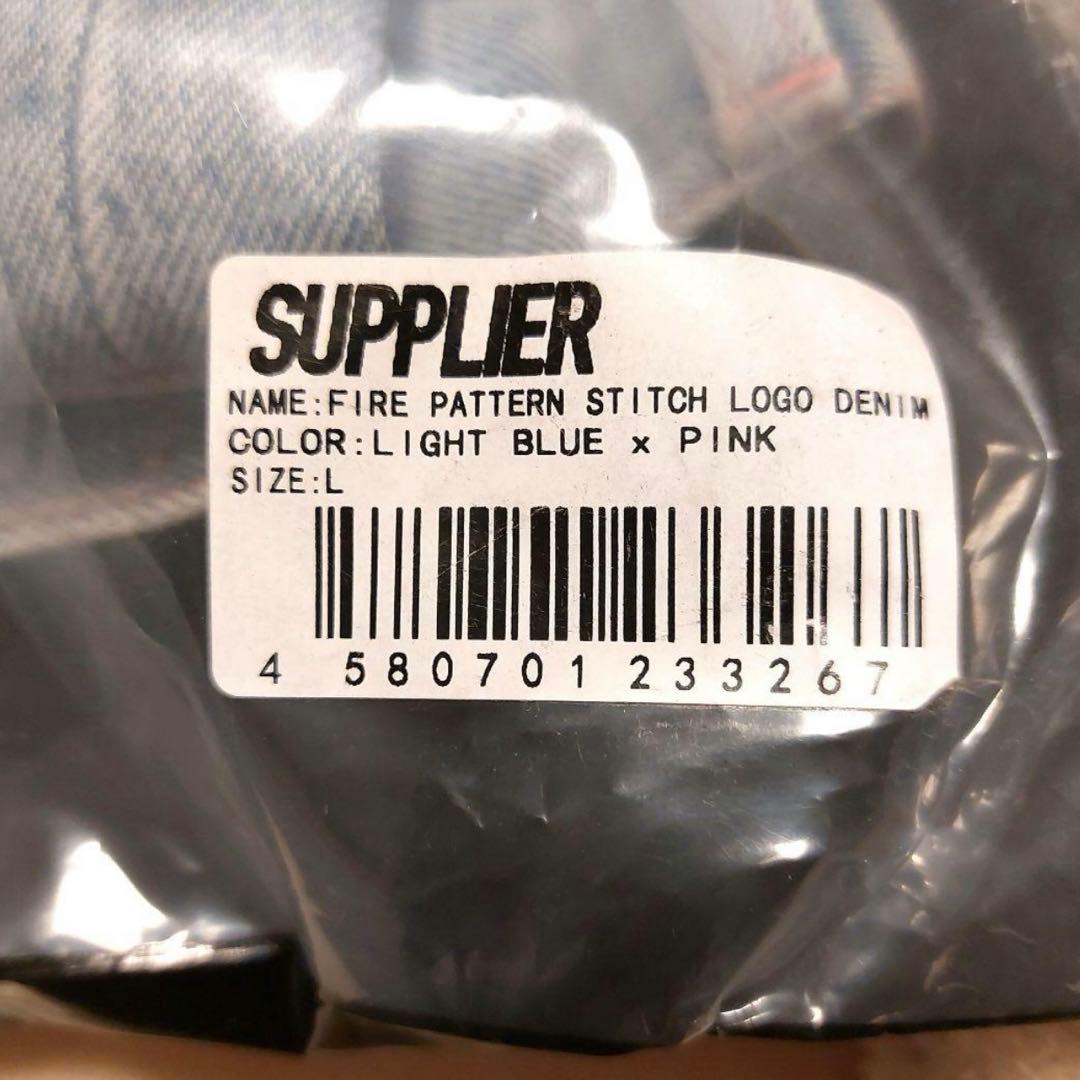 SUPPLIER
NAME:FIRE PATTERN STITCH LOGO DENIM
COLOR:LIGHT BLUE x PINK
SIZE:L
4 580701 233267